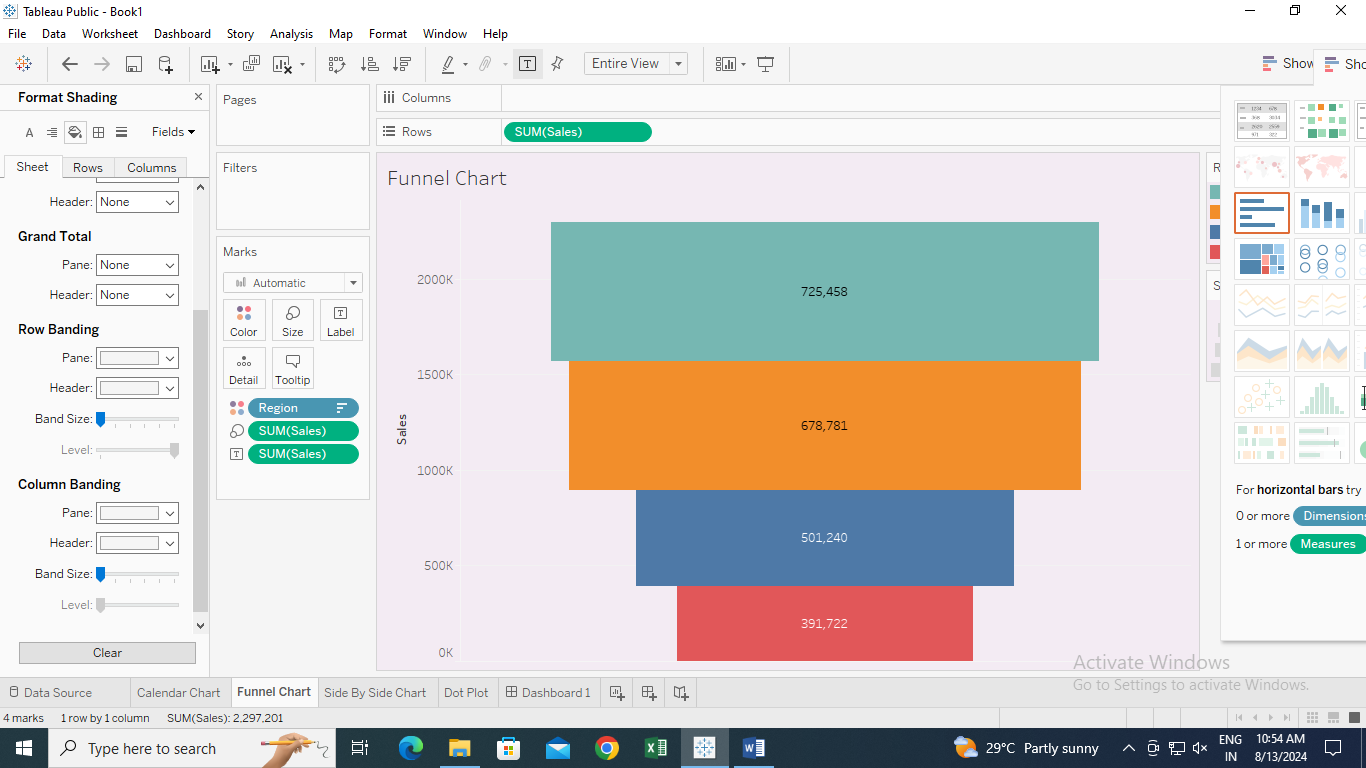 Tableau Public - Book1
File Data Worksheet Dashboard Story Analysis Map Format Window Help
Entire View
Show
Sho
Format Shading
Fields
Sheet Rows Columns
Header: None
Grand Total
Pane: None
Header: None
Row Banding
Pane:
Header:
Band Size:
Level:
Column Banding
Pane:
Header:
Band Size:
Level:
Clear
Pages
Filters
Marks
Automatic
Color Size Label
Detail Tooltip
Region
SUM(Sales)
SUM(Sales)
Columns
Rows SUM(Sales)
Funnel Chart
Sales
2000K
1500K
1000K
500K
0K
725,458
678,781
501,240
391,722
R
S
For horizontal bars try
0 or more Dimensions
1 or more Measures
Activate Windows
Go to Settings to activate Windows.
Data Source Calendar Chart Funnel Chart Side By Side Chart Dot Plot Dashboard 1
4 marks 1 row by 1 column SUM(Sales): 2,297,201
Type here to search
29°C Partly sunny
ENG
IN
10:54 AM
8/13/2024